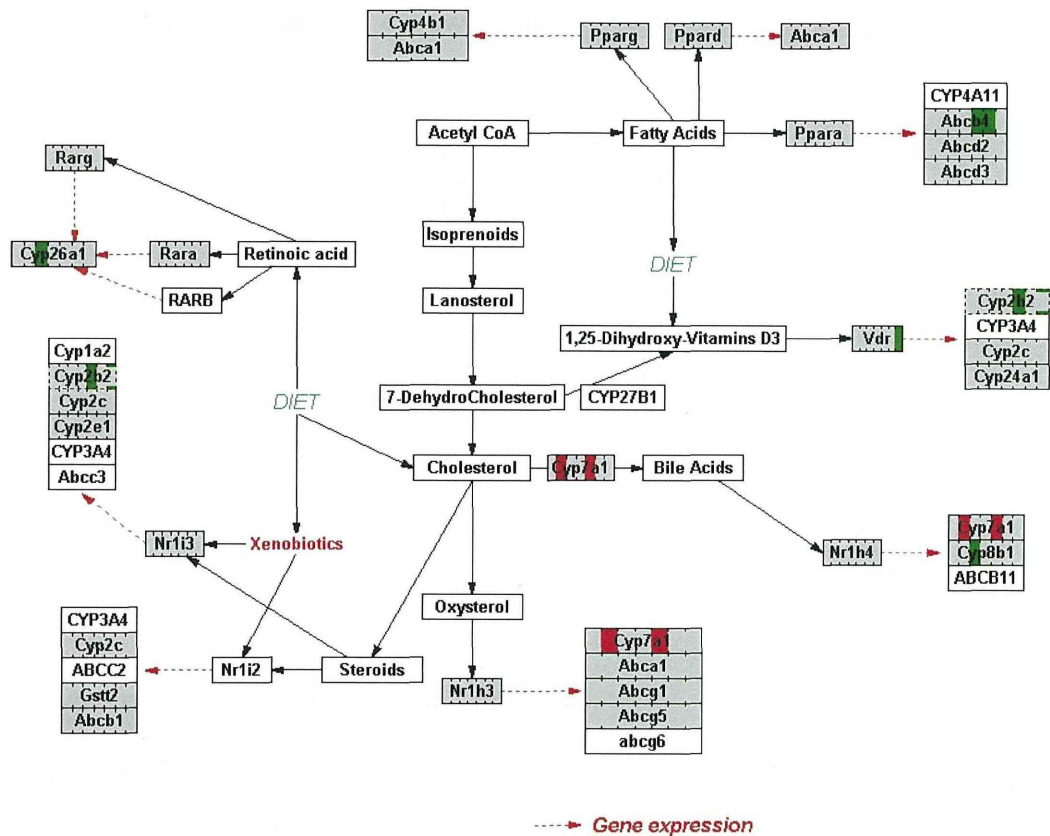 Cyp4b1
Abca1
Pparg
Ppard
Abca1
CYP4A11
Abcb4
Abcd2
Abcd3
Acetyl CoA
Fatty Acids
Ppara
Rarg
Isoprenoids
Cyp26a1
Rara
Retinoic acid
DIET
RARB
Lanosterol
Cyp2b2
CYP3A4
Cyp2c
Cyp24a1
1,25-Dihydroxy-Vitamins D3
Vdr
Cyp1a2
Cyp2b2
Cyp2c
Cyp2e1
CYP3A4
Abcc3
DIET
7-DehydroCholesterol
CYP27B1
Cholesterol
Cyp7a1
Bile Acids
Nr1i3
Xenobiotics
Nr1h4
Cyp7a1
Cyp8b1
ABCB11
Oxysterol
CYP3A4
Cyp2c
ABCC2
Gstt2
Abcb1
Nr1i2
Steroids
Nr1h3
Cyp7a1
Abca1
Abcg1
Abcg5
abcg6
Gene expression